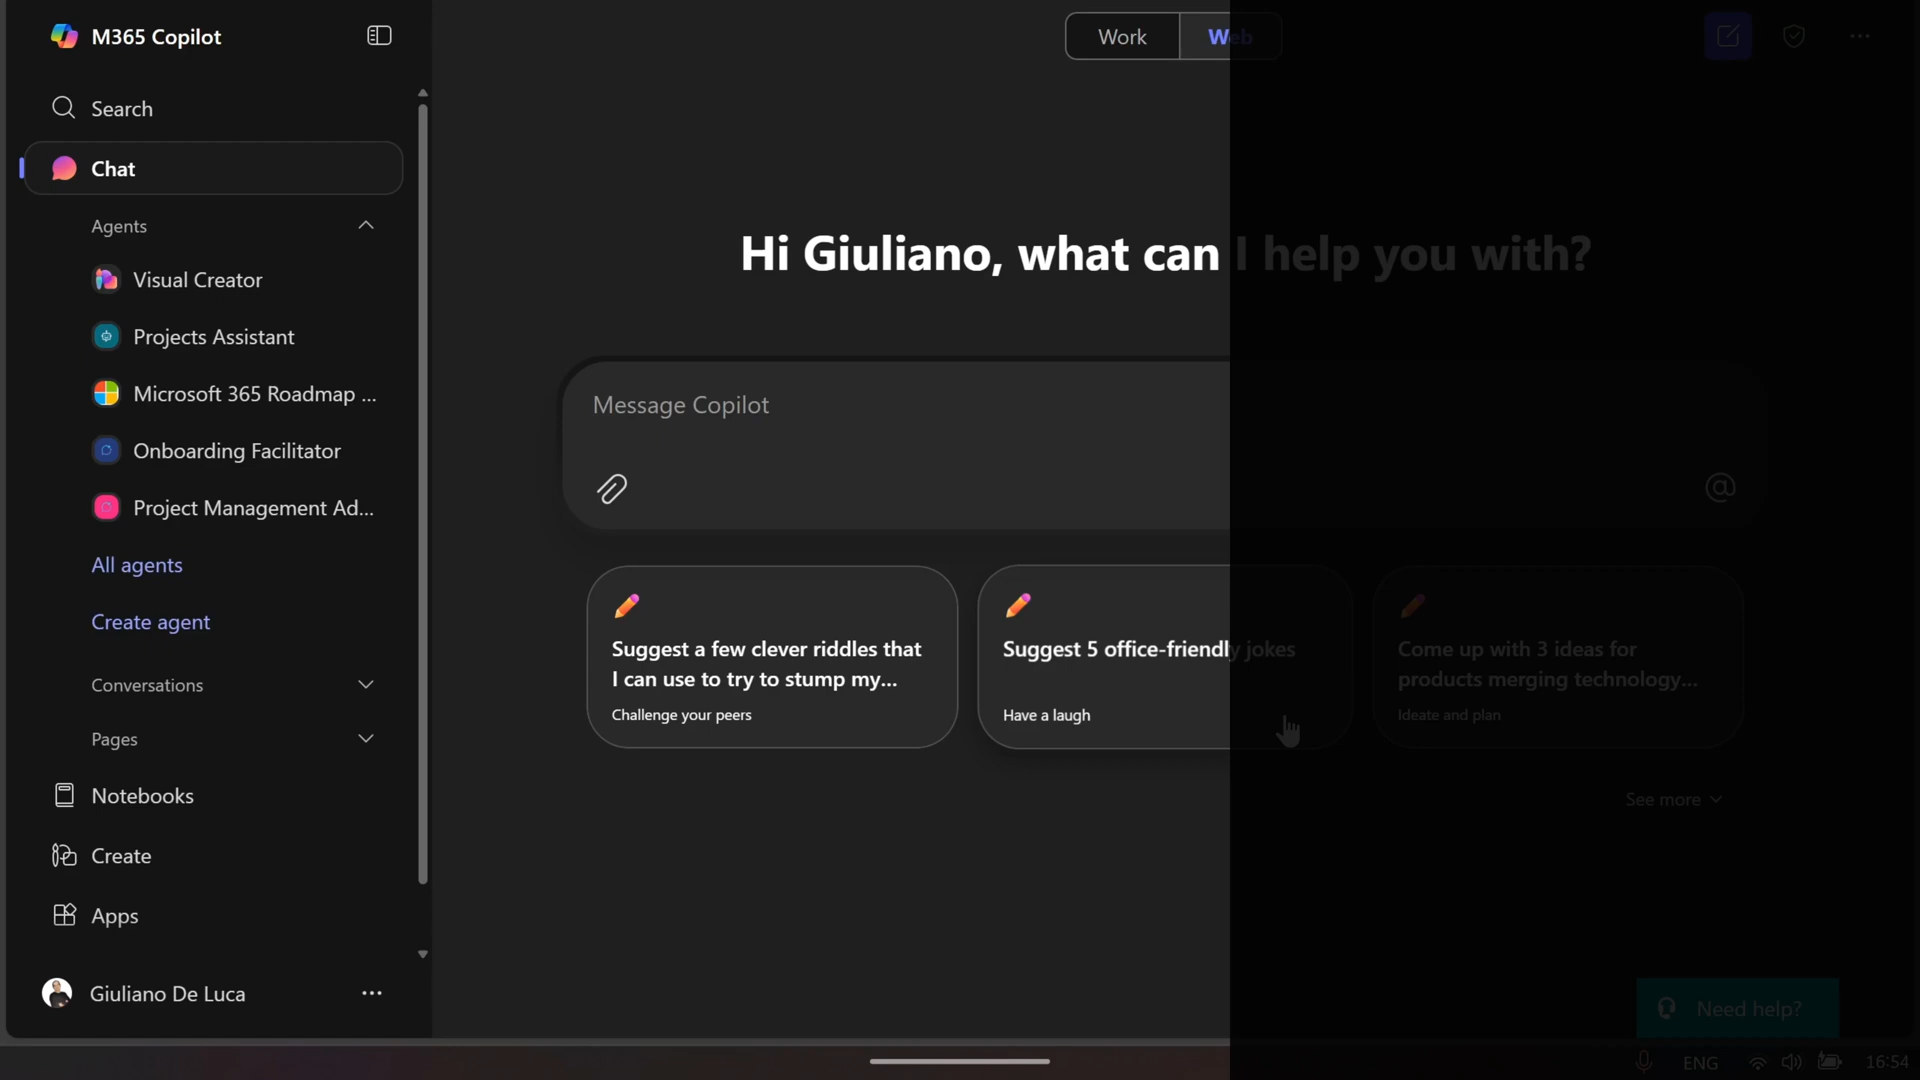 M365 Copilot
Work
Web
Search
Chat
Agents
Visual Creator
Projects Assistant
Microsoft 365 Roadmap ...
Onboarding Facilitator
Project Management Ad...
All agents
Create agent
Conversations
Pages
Notebooks
Create
Apps
Giuliano De Luca
Hi Giuliano, what can I help you with?
Message Copilot
@
Suggest a few clever riddles that
I can use to try to stump my...
Challenge your peers
Suggest 5 office-friendly jokes
Have a laugh
Come up with 3 ideas for
products merging technology...
Ideate and plan
See more
Need help?
ENG
16:54